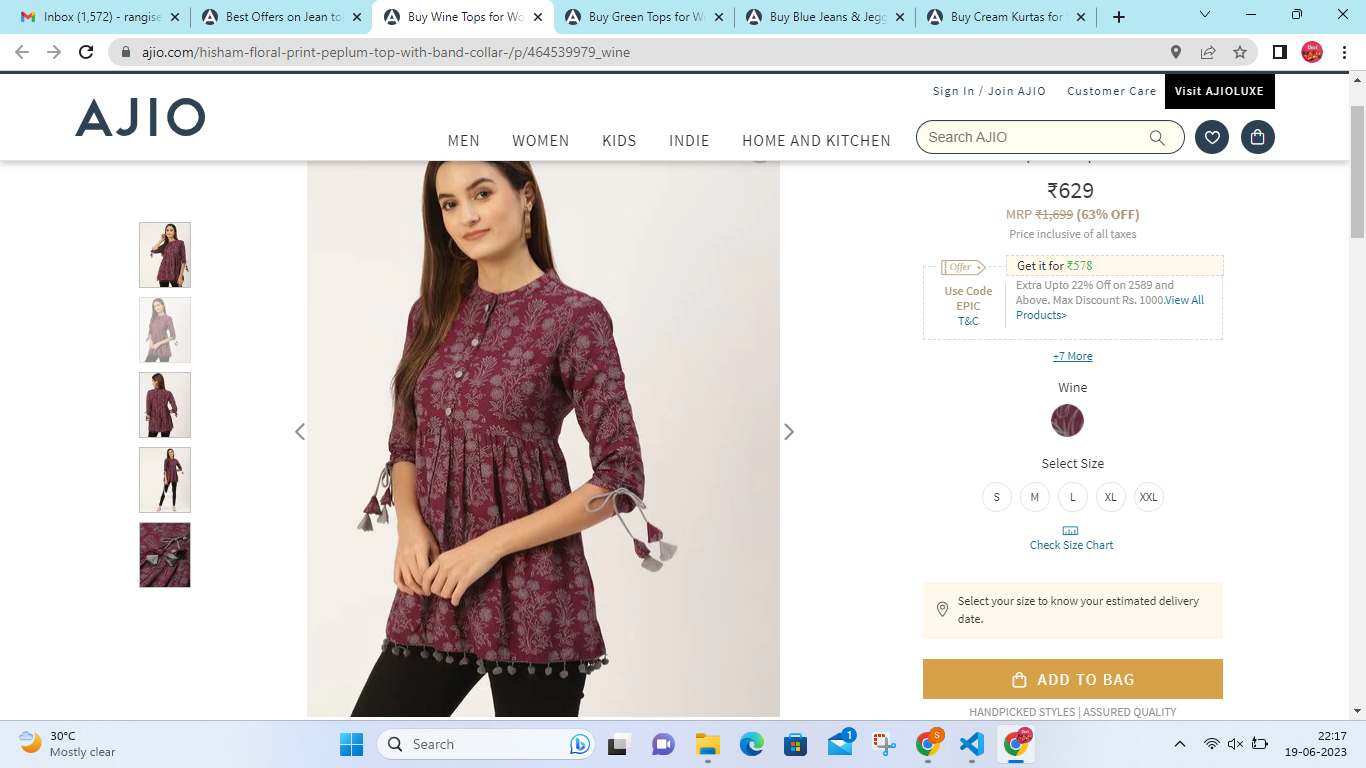 Inbox (1,572) - rangise
Best Offers on Jean to
Buy Wine Tops for Wo
Buy Green Tops for W
Buy Blue Jeans & Jegg
Buy Cream Kurtas for
ajio.com/hisham-floral-print-peplum-top-with-band-collar-/p/464539979_wine
Sign In / Join AJIO
Customer Care
Visit AJIOLUXE
AJIO
MEN
WOMEN
KIDS
INDIE
HOME AND KITCHEN
Search AJIO
₹629
MRP ₹1,699 (63% OFF)
Price inclusive of all taxes
Offer
Get it for ₹578
Use Code
EPIC
T&C
Extra Upto 22% Off on 2589 and
Above. Max Discount Rs. 1000.View All
Products>
+7 More
Wine
Select Size
S
M
L
XL
XXL
Check Size Chart
Select your size to know your estimated delivery
date.
ADD TO BAG
HANDPICKED STYLES | ASSURED QUALITY
30°C
Mostly clear
Search
1
S
22:17
19-06-2023